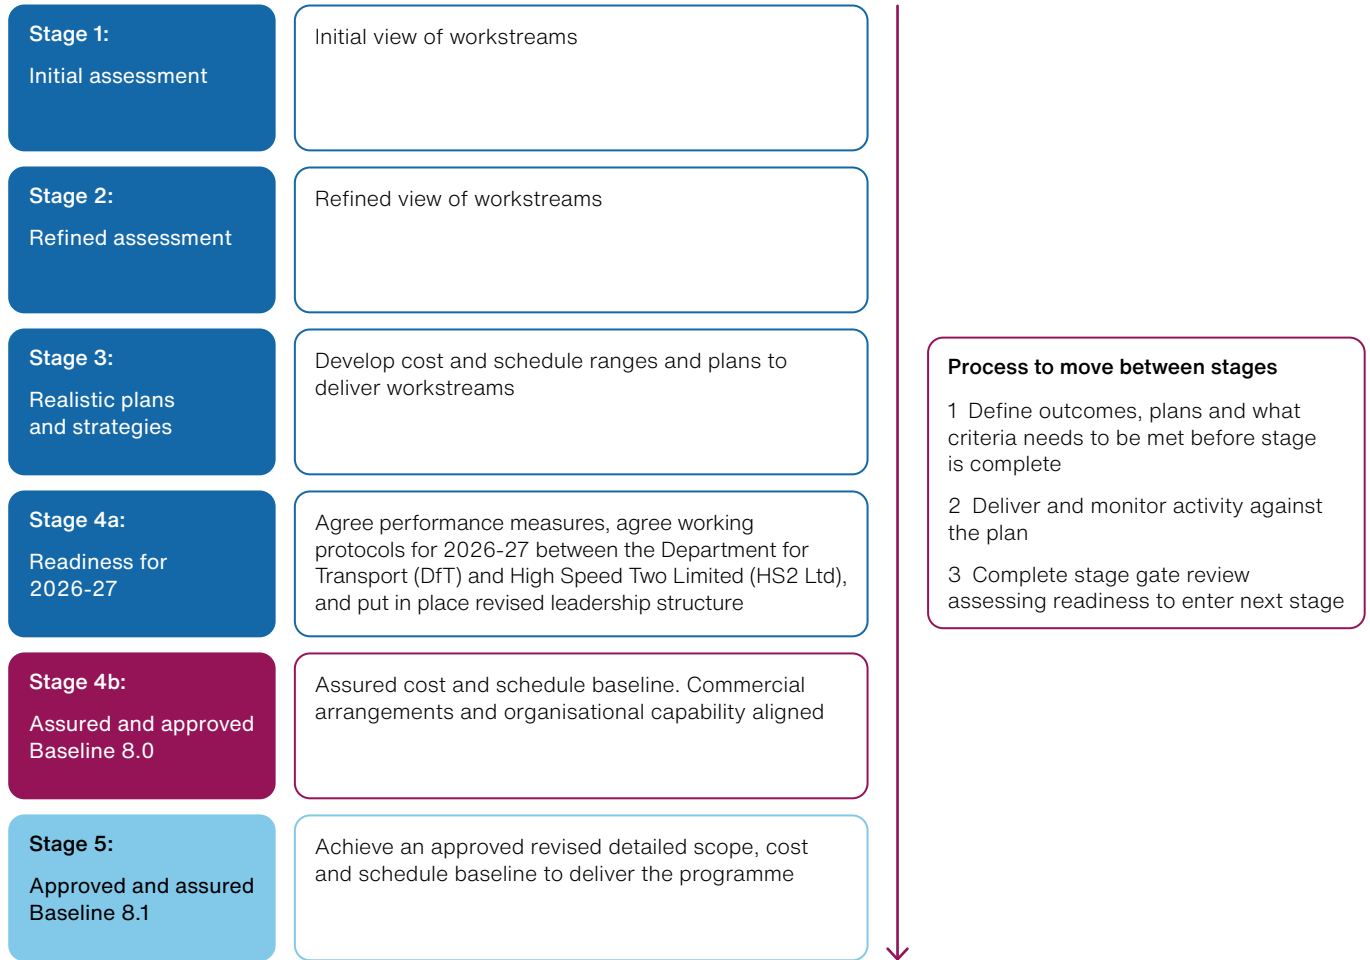 Stage 1:
Initial assessment
Initial view of workstreams
Stage 2:
Refined assessment
Refined view of workstreams
Stage 3:
Realistic plans
and strategies
Develop cost and schedule ranges and plans to
deliver workstreams
Stage 4a:
Readiness for
2026-27
Agree performance measures, agree working
protocols for 2026-27 between the Department for
Transport (DfT) and High Speed Two Limited (HS2 Ltd),
and put in place revised leadership structure
Stage 4b:
Assured and approved
Baseline 8.0
Assured cost and schedule baseline. Commercial
arrangements and organisational capability aligned
Stage 5:
Approved and assured
Baseline 8.1
Achieve an approved revised detailed scope, cost
and schedule baseline to deliver the programme
Process to move between stages
1 Define outcomes, plans and what
criteria needs to be met before stage
is complete
2 Deliver and monitor activity against
the plan
3 Complete stage gate review
assessing readiness to enter next stage